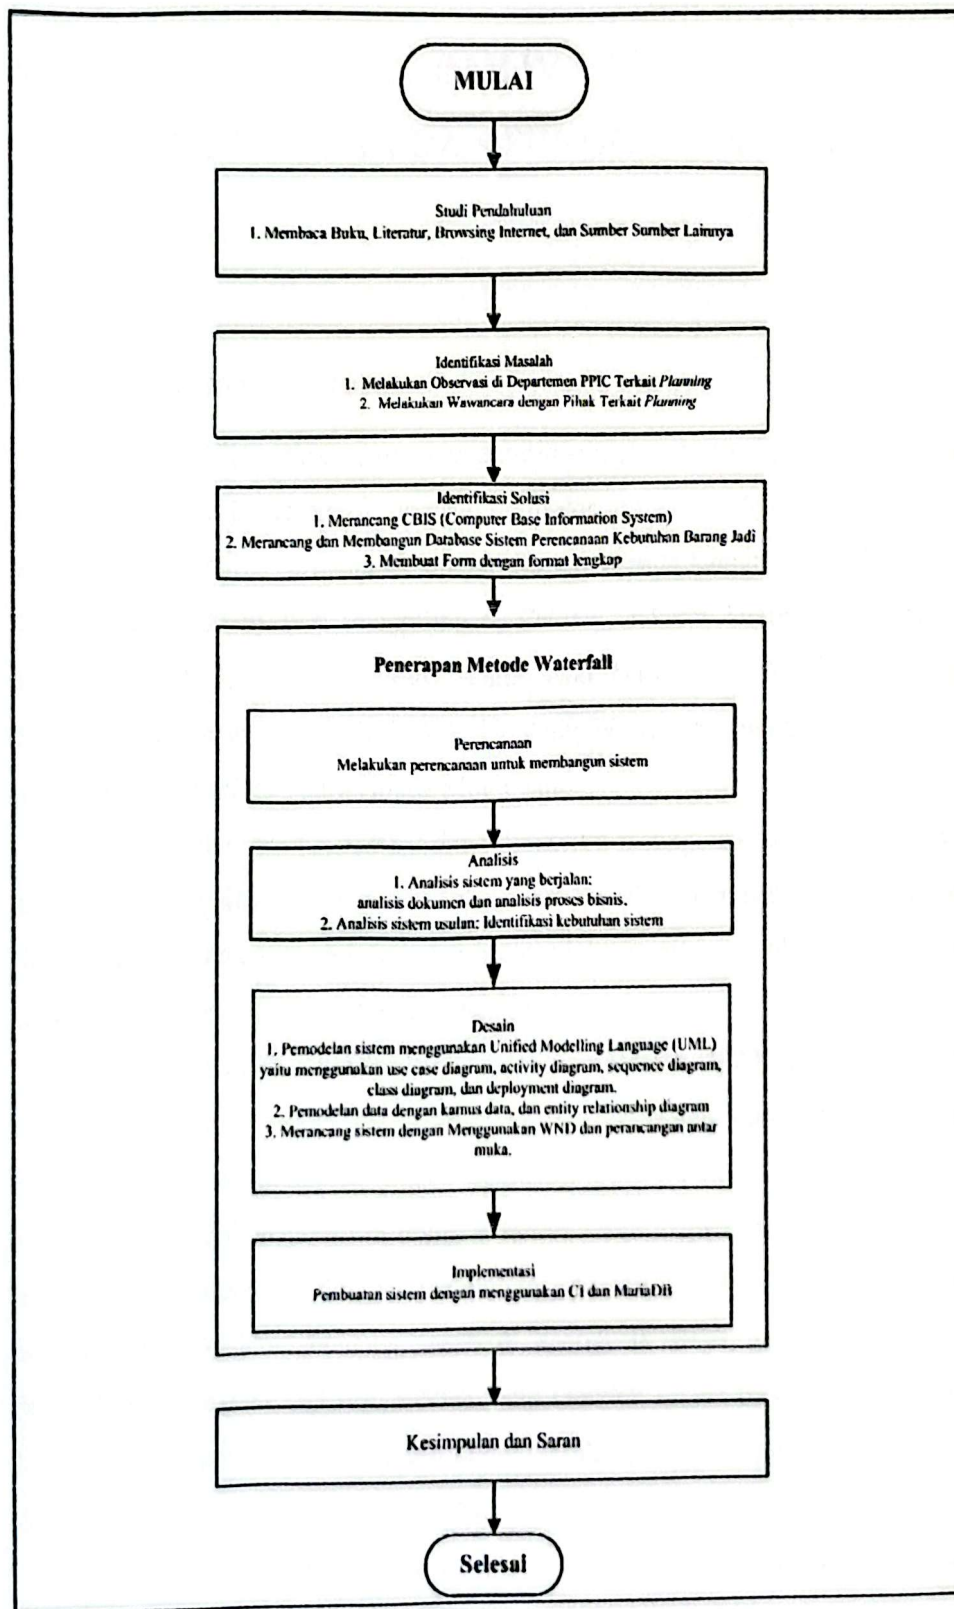 MULAI
Studi Pendahuluan
1. Membaca Buku, Literatur, Browsing Internet, dan Sumber Sumber Lainnya
Identifikasi Masalah
1. Melakukan Observasi di Departemen PPIC Terkait Planning
2. Melakukan Wawancara dengan Pihak Terkait Planning
Identifikasi Solusi
1. Merancang CBIS (Computer Base Information System)
2. Merancang dan Membangun Database Sistem Perencanaan Kebutuhan Barang Jadi
3. Membuat Form dengan format lengkap
Penerapan Metode Waterfall
Perencanaan
Melakukan perencanaan untuk membangun sistem
Analisis
1. Analisis sistem yang berjalan:
analisis dokumen dan analisis proses bisnis.
2. Analisis sistem usulan: Identifikasi kebutuhan sistem
Desain
1. Pemodelan sistem menggunakan Unified Modelling Language (UML)
yaitu menggunakan use case diagram, activity diagram, sequence diagram,
class diagram, dan deployment diagram.
2. Pemodelan data dengan kamus data, dan entity relationship diagram
3. Merancang sistem dengan Menggunakan WND dan perancangan antar
muka.
Implementasi
Pembuatan sistem dengan menggunakan CI dan MariaDB
Kesimpulan dan Saran
Selesai